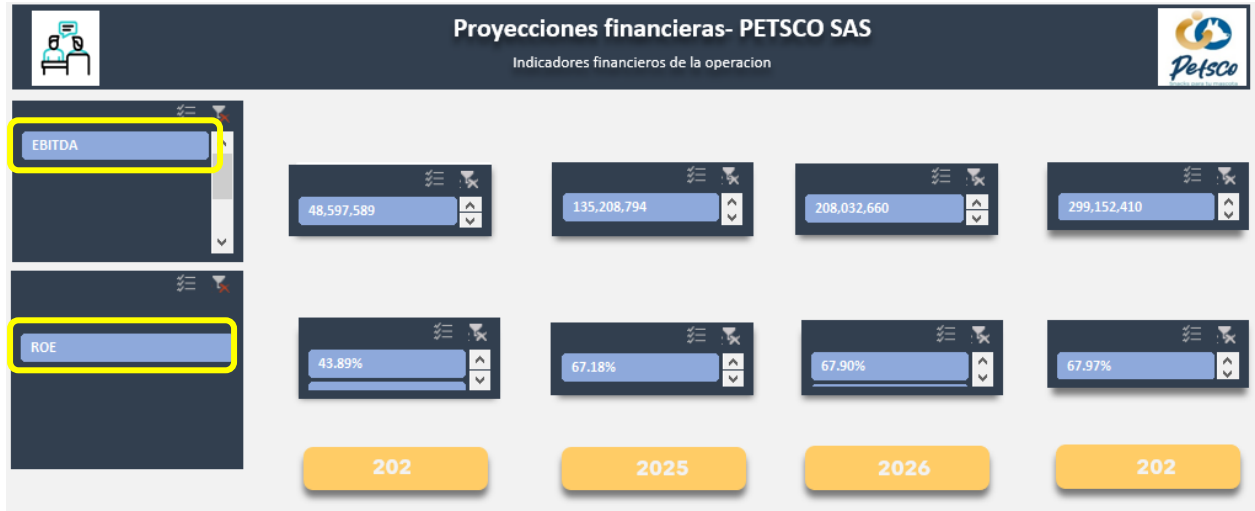 Proyecciones financieras- PETSCO SAS
Indicadores financieros de la operacion
Petsco
EBITDA
48,597,589
135,208,794
208,032,660
299,152,410
ROE
43.89%
67.18%
67.90%
67.97%
202
2025
2026
202